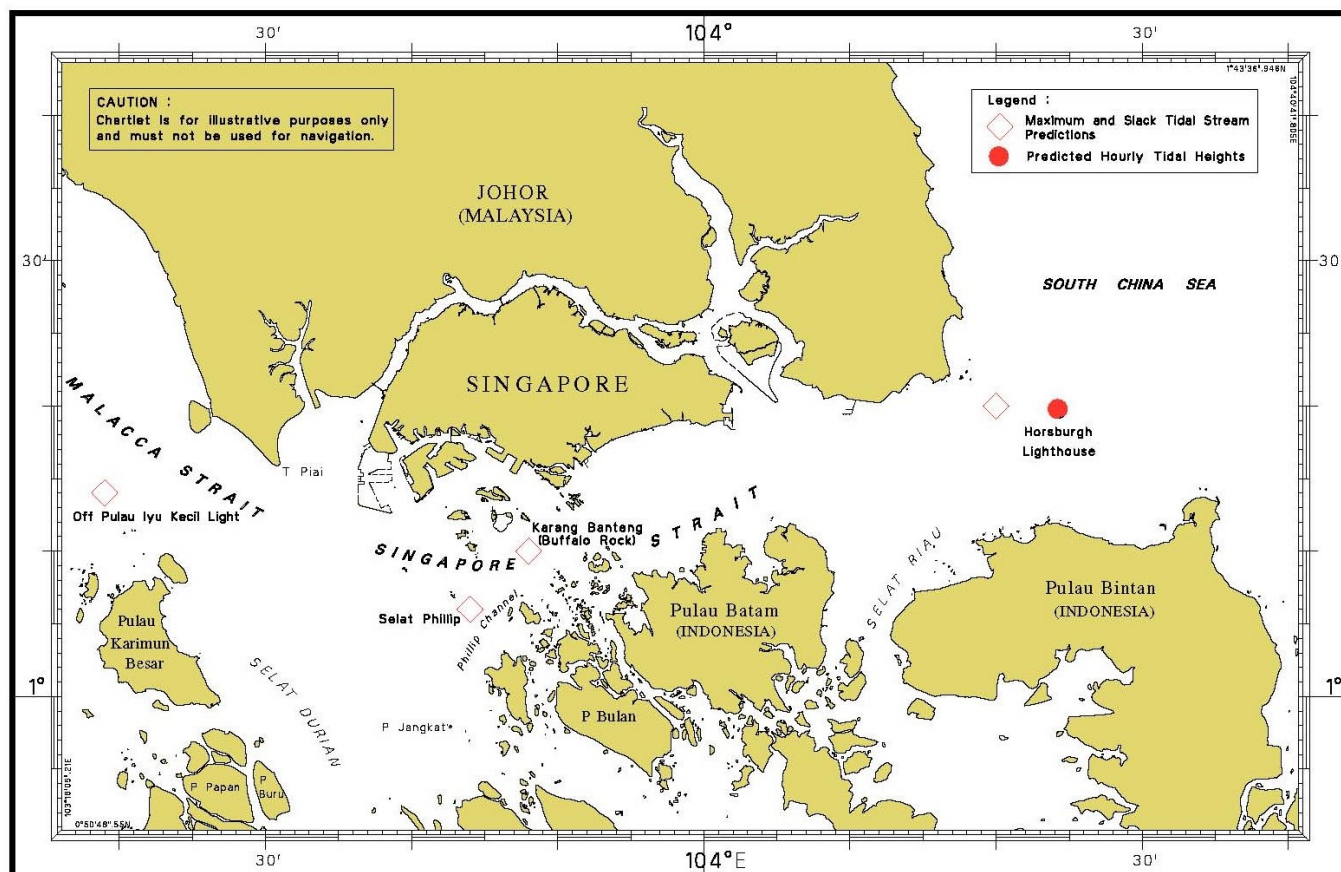 30'
104°
30'
1°43'36".946N
104°40'41".805E
CAUTION :
Chartlet is for illustrative purposes only
and must not be used for navigation.
Legend :
Maximum and Slack Tidal Stream
Predictions
Predicted Hourly Tidal Heights
JOHOR
(MALAYSIA)
30'
30'
SOUTH CHINA SEA
SINGAPORE
MALACCA STRAIT
Horsburgh
Lighthouse
T Piai
Off Pulau Iyu Kecil Light
Karang Banteng
(Buffalo Rock)
SINGAPORE STRAIT
SELAT RIAU
Pulau Bintan
(INDONESIA)
Pulau Batam
(INDONESIA)
Selat Phillip
Phillip Channel
Pulau
Karimun
Besar
SELAT DURIAN
1°
1°
P Bulan
P Jangkat
P Papan
P
Buru
103°16'05".21E
0°50'48".55N
30'
104°E
30'